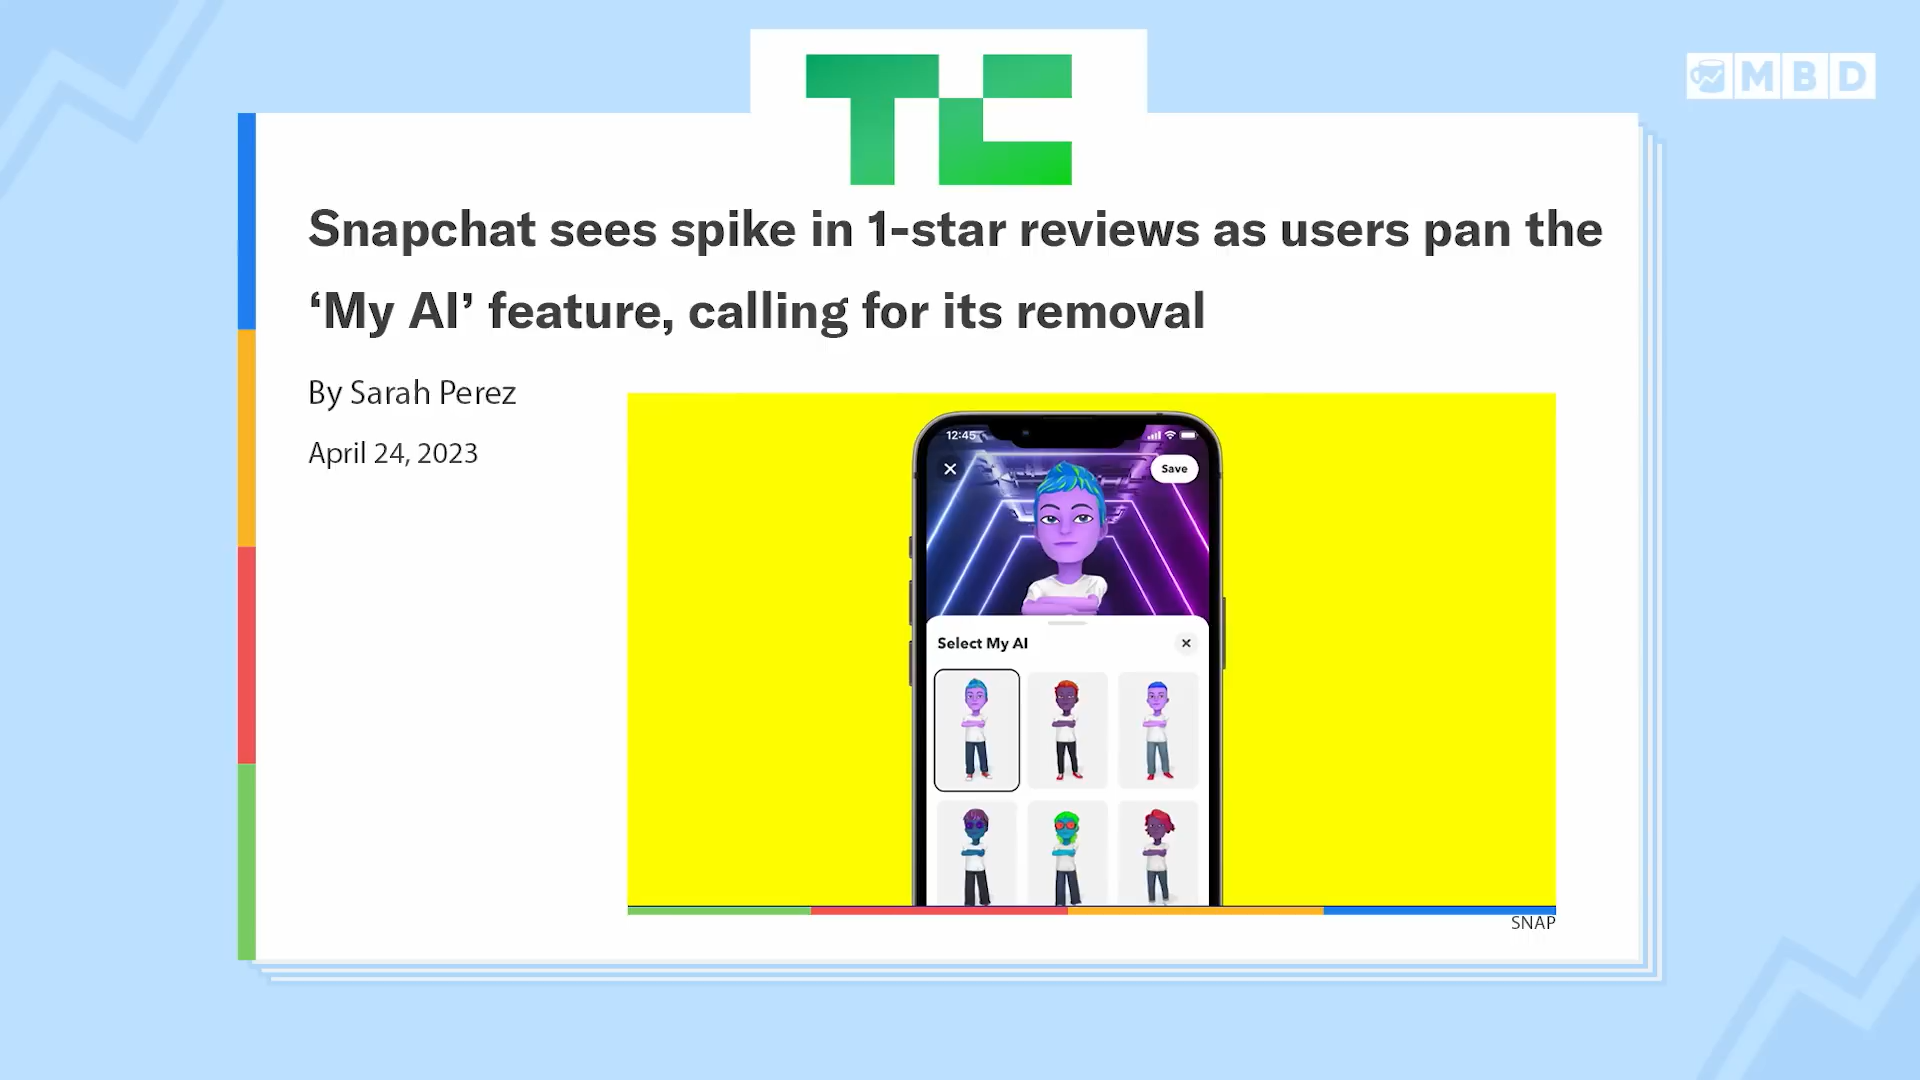 TC
MBD
Snapchat sees spike in 1-star reviews as users pan the
‘My AI’ feature, calling for its removal
By Sarah Perez
April 24, 2023
12:45
Save
Select My AI
SNAP